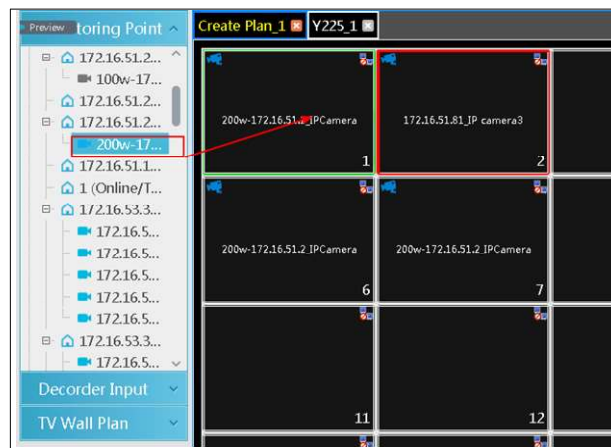 Preview
toring Point
172.16.51.2...
100w-17...
172.16.51.2...
172.16.51.2...
200w-17...
172.16.51.1...
1 (Online/T...
172.16.53.3...
172.16.5...
172.16.5...
172.16.5...
172.16.5...
172.16.5...
172.16.53.3...
172.16.5...
Decorder Input
TV Wall Plan
Create Plan_1 Y225_1
200w-172.16.51.2_IPCamera
1
172.16.51.81_IP camera3
2
200w-172.16.51.2_IPCamera
6
200w-172.16.51.2_IPCamera
7
11
12